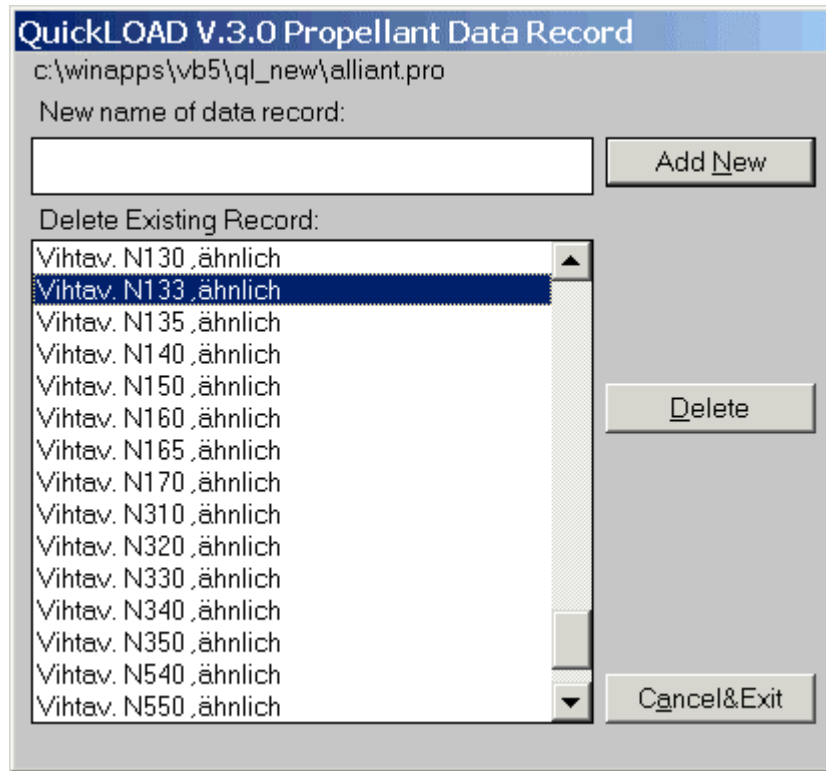 QuickLOAD V.3.0 Propellant Data Record
c:\winapps\vb5\ql_new\alliant.pro
New name of data record:
Add New
Delete Existing Record:
Vihtav. N130 ,ähnlich
Vihtav. N133 ,ähnlich
Vihtav. N135 ,ähnlich
Vihtav. N140 ,ähnlich
Vihtav. N150 ,ähnlich
Vihtav. N160 ,ähnlich
Vihtav. N165 ,ähnlich
Vihtav. N170 ,ähnlich
Vihtav. N310 ,ähnlich
Vihtav. N320 ,ähnlich
Vihtav. N330 ,ähnlich
Vihtav. N340 ,ähnlich
Vihtav. N350 ,ähnlich
Vihtav. N540 ,ähnlich
Vihtav. N550 ,ähnlich
Delete
Cancel&Exit